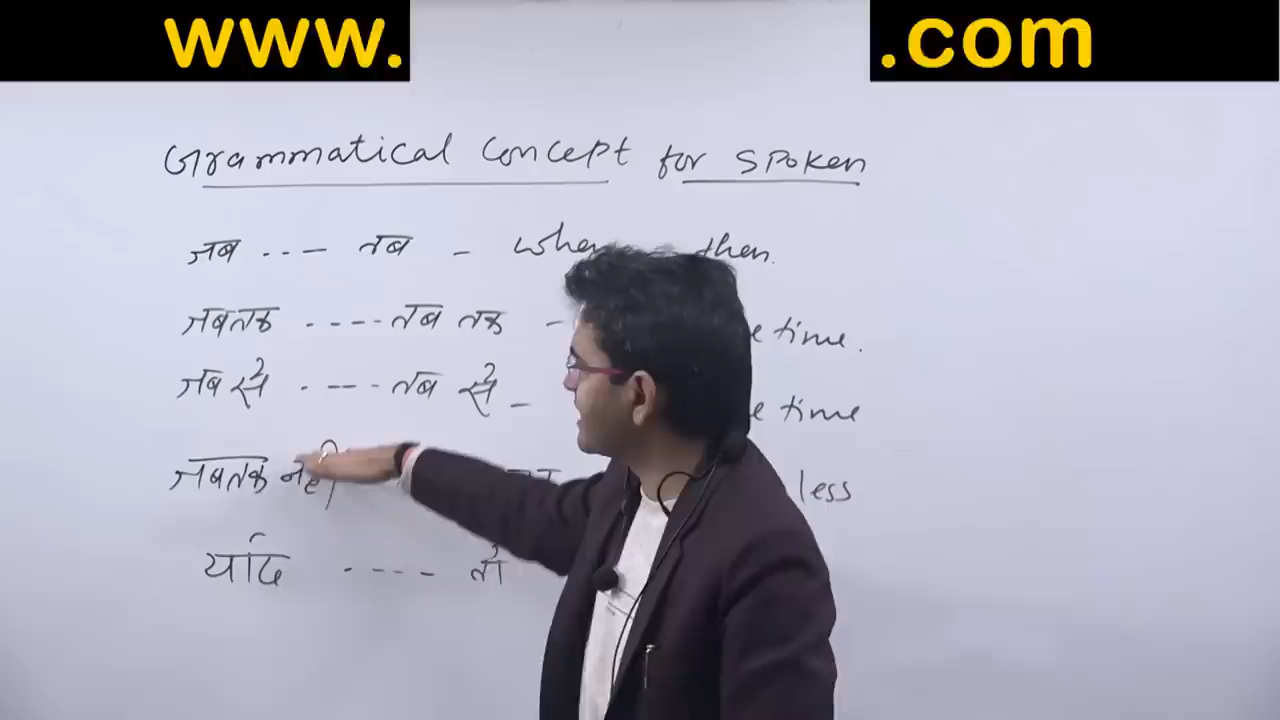 www. .com
Grammatical Concept for Spoken
जब ---- तब - when then.
जबतक ----- तब तक - time.
जब से ---- तब से - time
जबतक नही less
यदि ---- तो